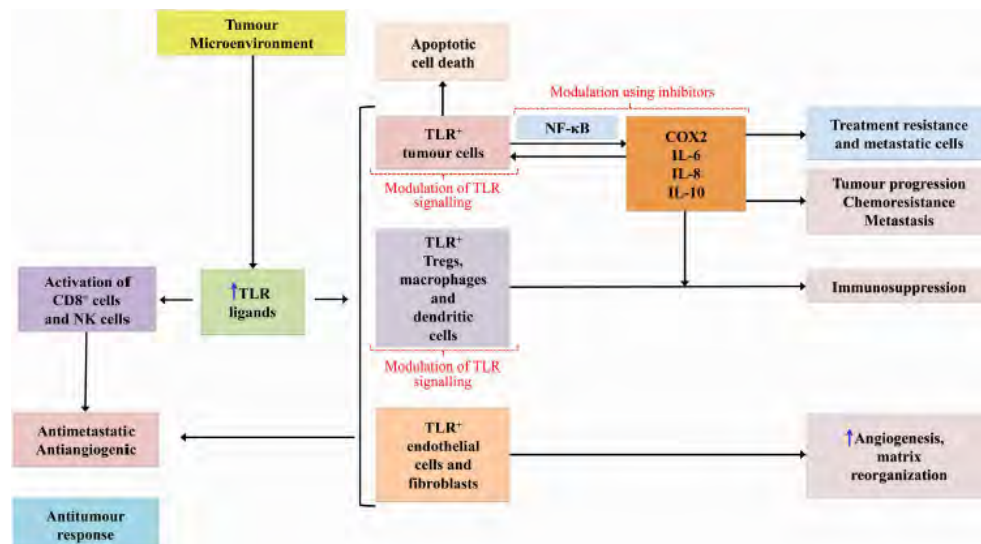 Tumour
Microenvironment
Apoptotic
cell death
Modulation using inhibitors
TLR⁺
tumour cells
NF-κB
COX2
IL-6
IL-8
IL-10
Treatment resistance
and metastatic cells
Modulation of TLR
signalling
Tumour progression
Chemoresistance
Metastasis
Activation of
CD8⁺ cells
and NK cells
↑TLR
ligands
TLR⁺
Tregs,
macrophages
and
dendritic
cells
Immunosuppression
Modulation of TLR
signalling
Antimetastatic
Antiangiogenic
TLR⁺
endothelial
cells and
fibroblasts
↑Angiogenesis,
matrix
reorganization
Antitumour
response